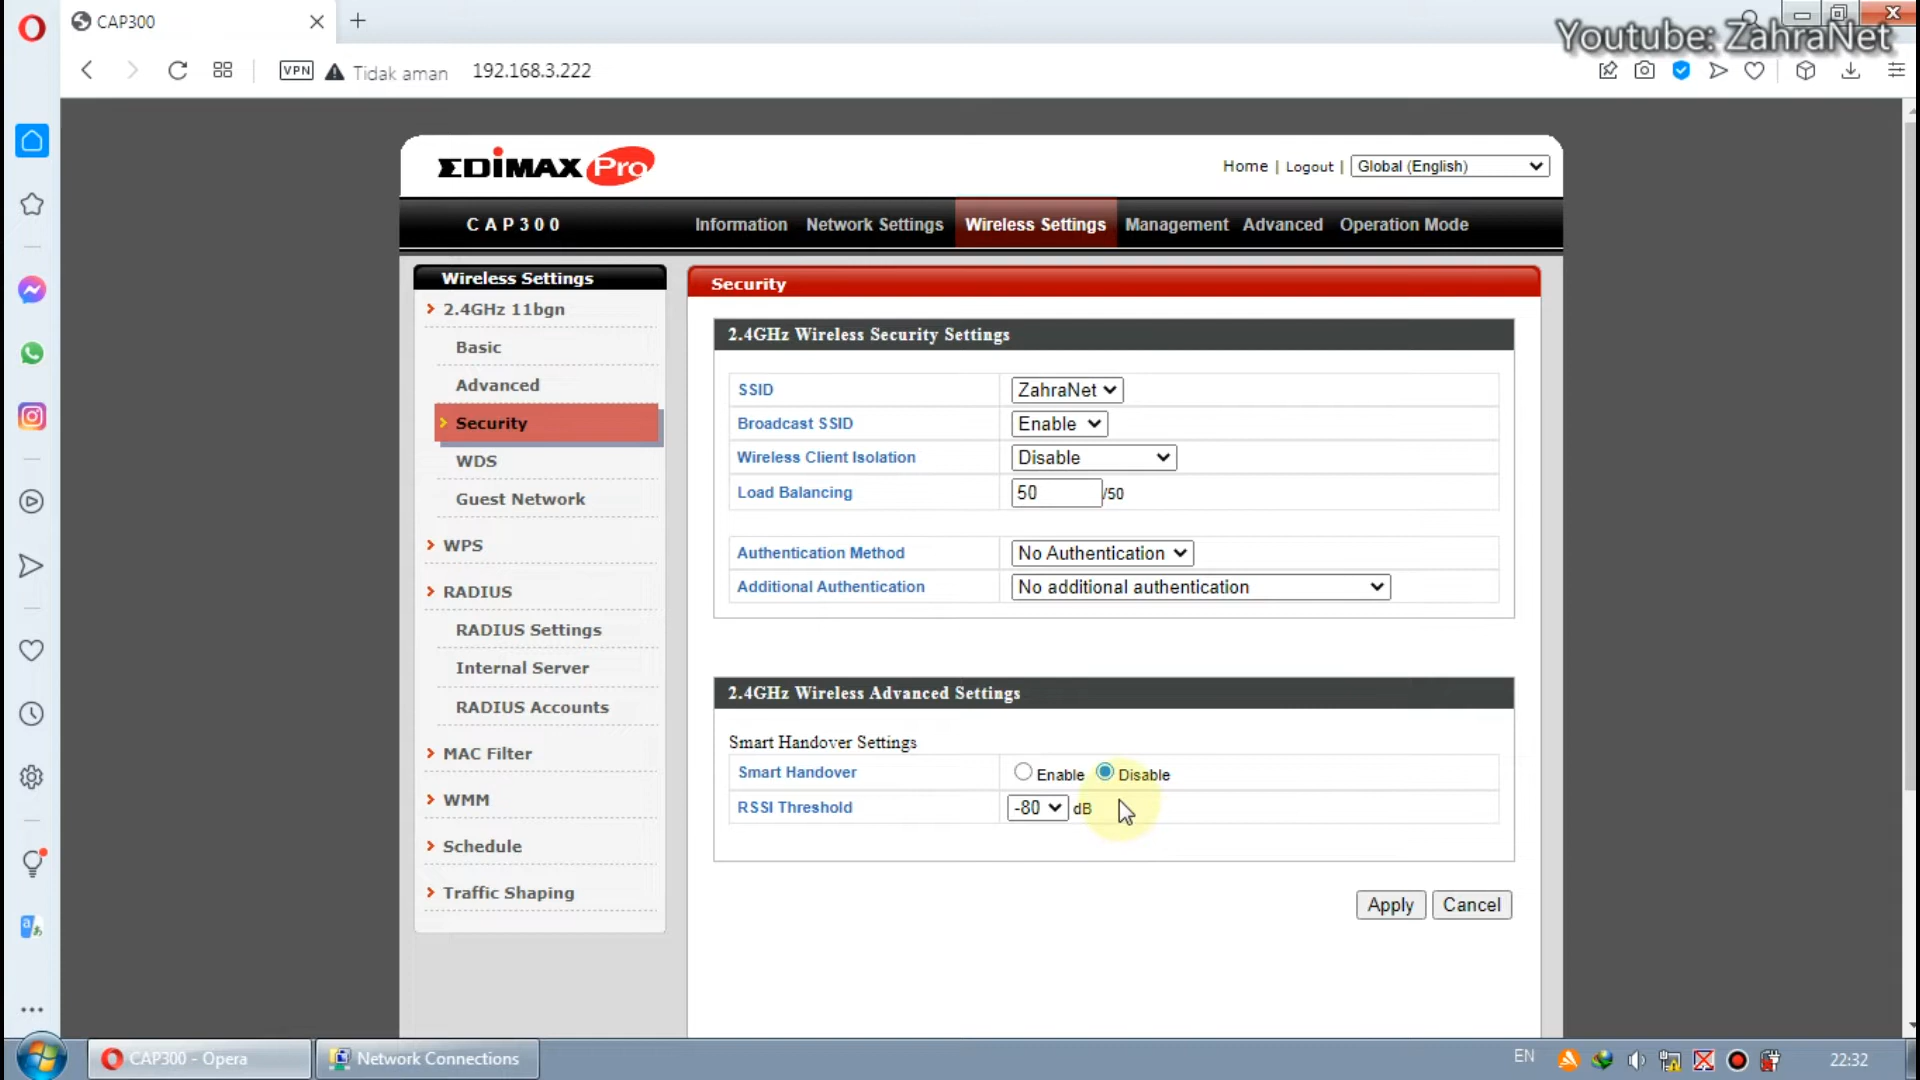 CAP300
Youtube: ZahraNet
VPN
Tidak aman
192.168.3.222
EDiMAX Pro
Home | Logout | Global (English)
CAP300
Information
Network Settings
Wireless Settings
Management
Advanced
Operation Mode
Wireless Settings
2.4GHz 11bgn
Basic
Advanced
Security
WDS
Guest Network
WPS
RADIUS
RADIUS Settings
Internal Server
RADIUS Accounts
MAC Filter
WMM
Schedule
Traffic Shaping
Security
2.4GHz Wireless Security Settings
SSID ZahraNet
Broadcast SSID Enable
Wireless Client Isolation Disable
Load Balancing 50 /50
Authentication Method No Authentication
Additional Authentication No additional authentication
2.4GHz Wireless Advanced Settings
Smart Handover Settings
Smart Handover Enable Disable
RSSI Threshold -80 dB
Apply Cancel
CAP300 - Opera
Network Connections
EN
22:32